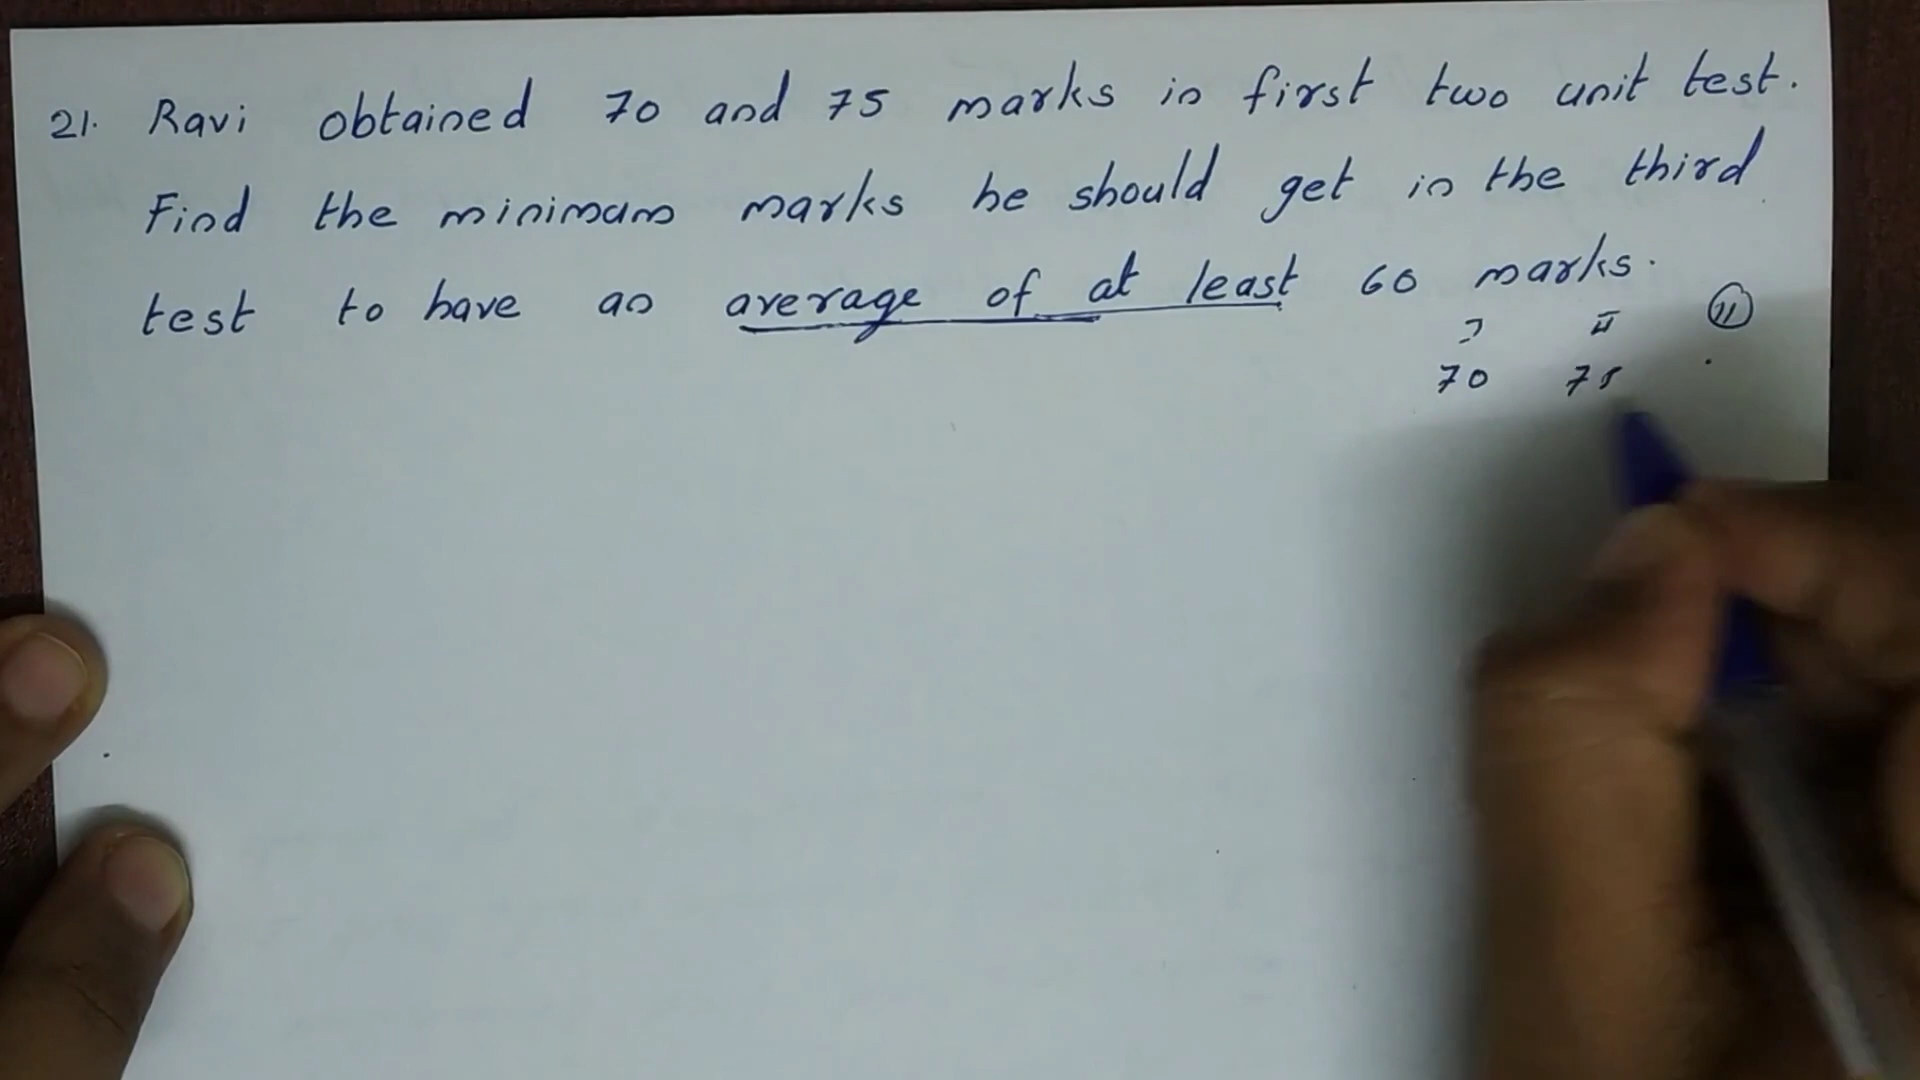 21. Ravi obtained 70 and 75 marks in first two unit test.
Find the minimum marks he should get in the third
test to have an average of at least 60 marks.
I II
70 75